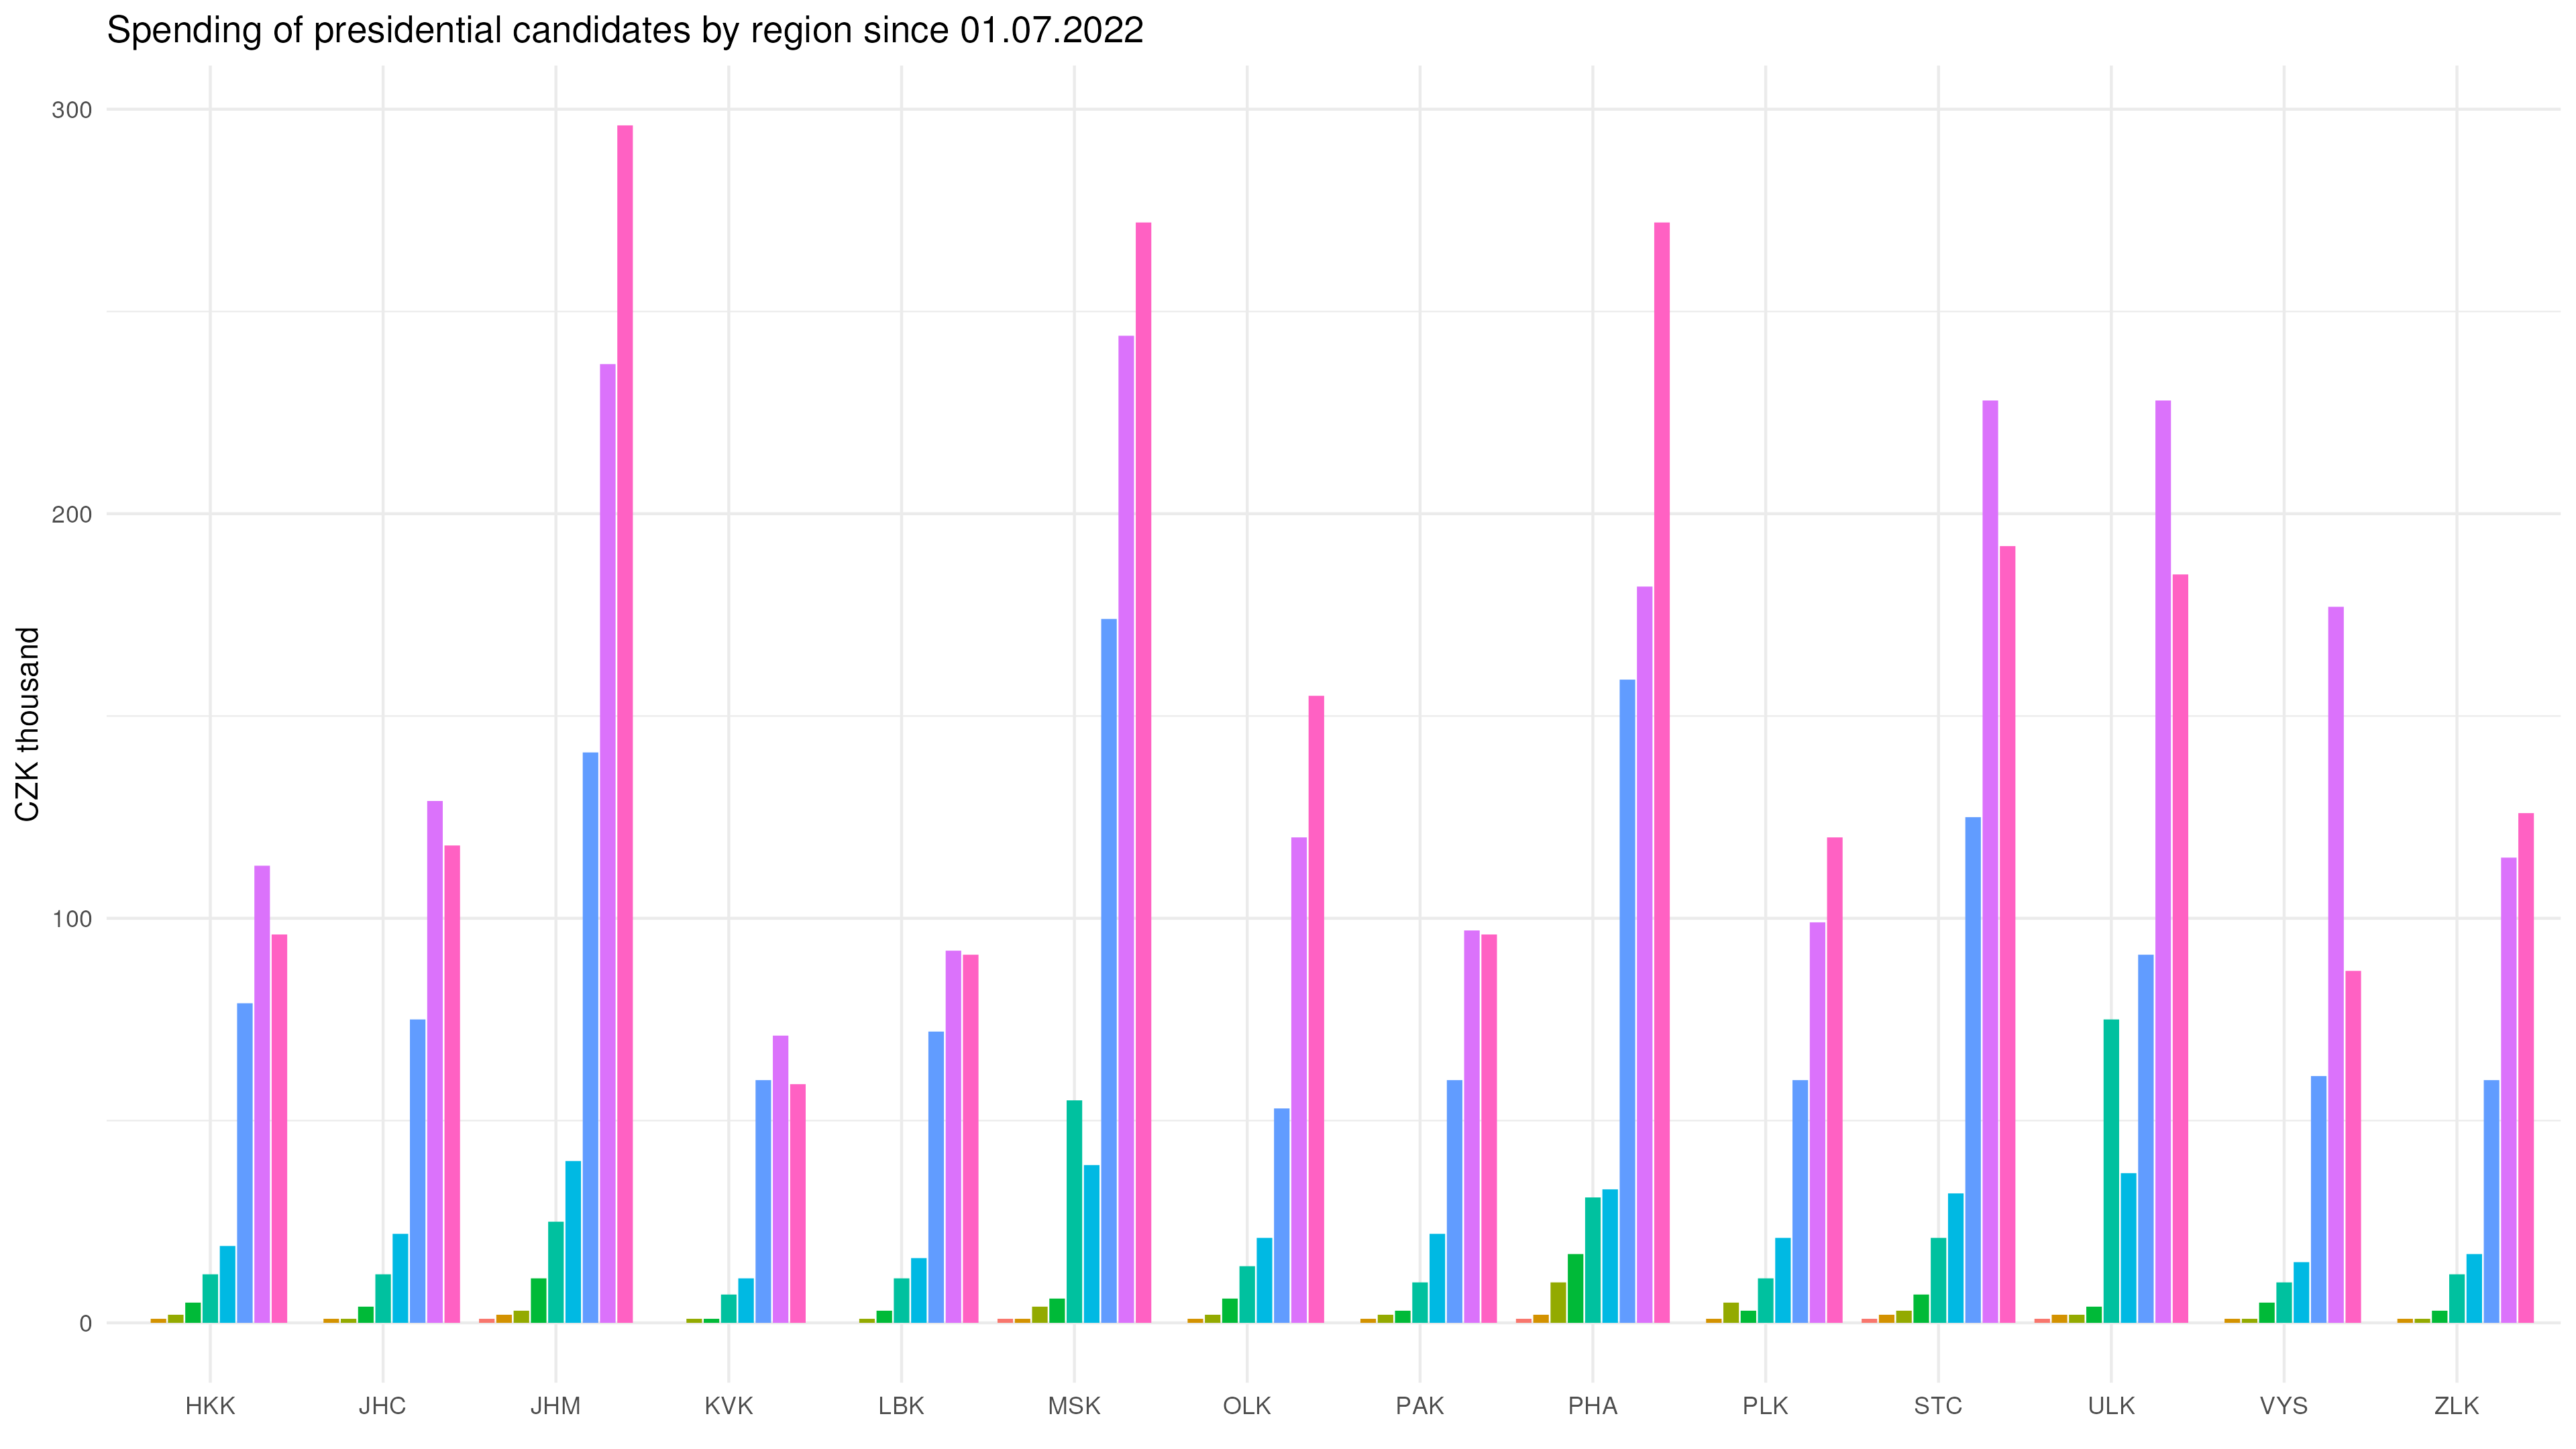 Spending of presidential candidates by region since 01.07.2022
CZK thousand
300
200
100
0
HKK JHC JHM KVK LBK MSK OLK PAK PHA PLK STC ULK VYS ZLK